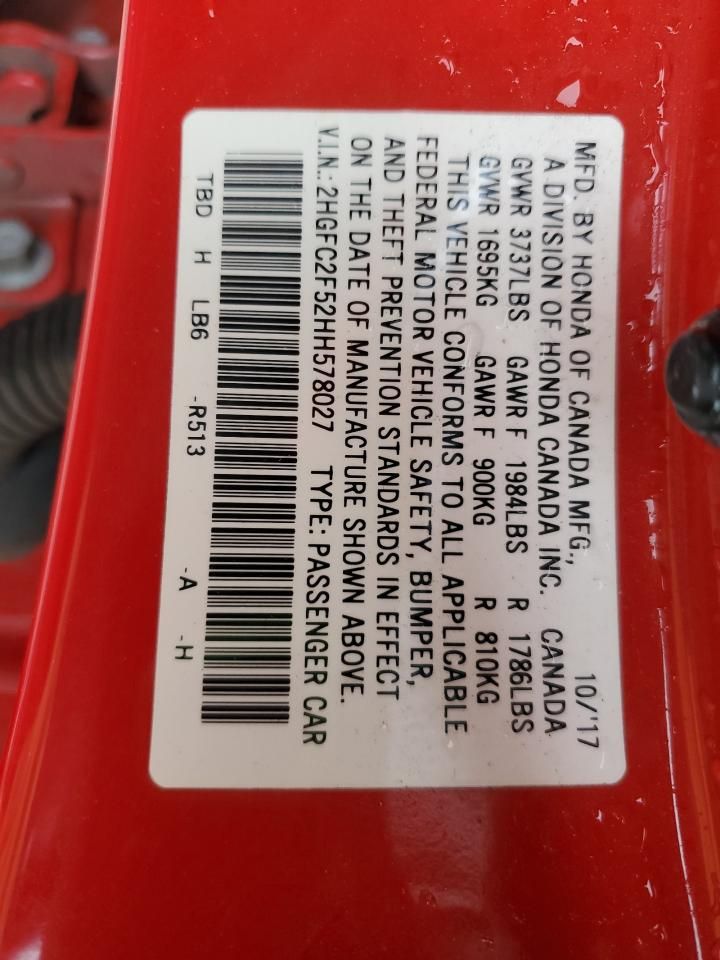 MFD. BY HONDA OF CANADA MFG., 10/'17
A DIVISION OF HONDA CANADA INC. CANADA
GVWR 3737LBS GAWR F 1984LBS R 1786LBS
GVWR 1695KG GAWR F 900KG R 810KG
THIS VEHICLE CONFORMS TO ALL APPLICABLE
FEDERAL MOTOR VEHICLE SAFETY, BUMPER,
AND THEFT PREVENTION STANDARDS IN EFFECT
ON THE DATE OF MANUFACTURE SHOWN ABOVE.
V.I.N.: 2HGFC2F52HH578027 TYPE: PASSENGER CAR
TBD H LB6 -R513 -A -H